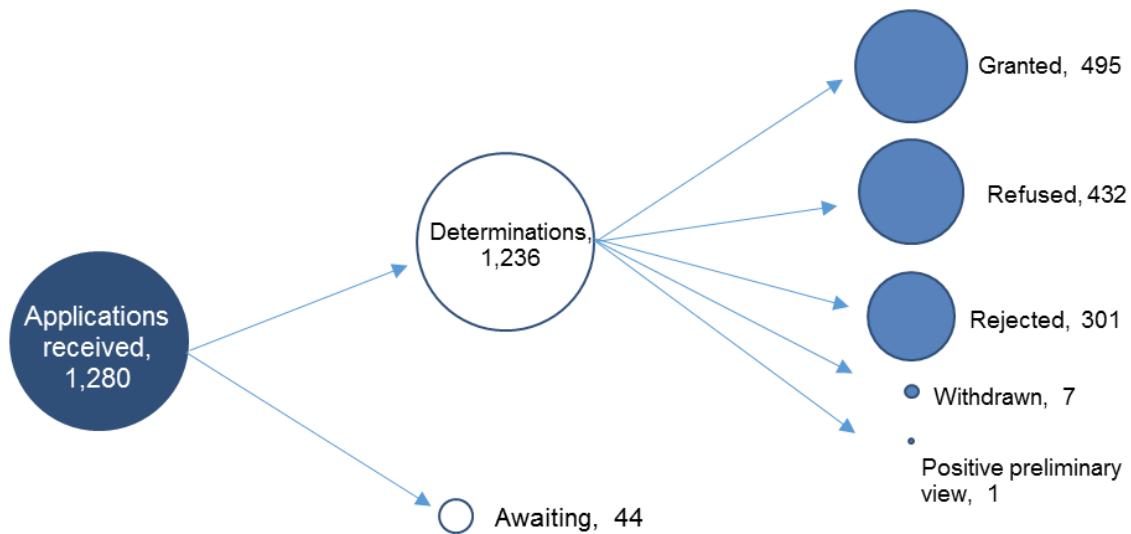 Granted, 495
Refused, 432
Determinations,
1,236
Applications
received,
1,280
Rejected, 301
Withdrawn, 7
Positive preliminary
view, 1
Awaiting, 44